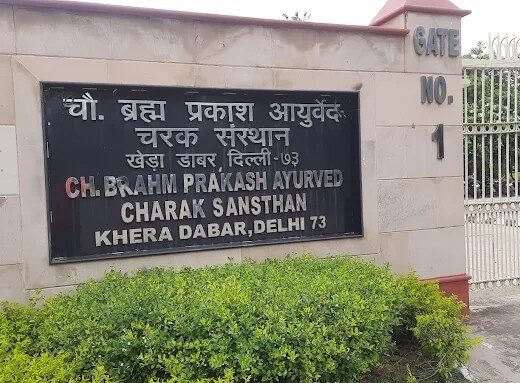 चौ. ब्रह्म प्रकाश आयुर्वेद
चरक संस्थान
खेड़ा डाबर, दिल्ली-७३
CH.BRAHM PRAKASH AYURVED
CHARAK SANSTHAN
KHERA DABAR,DELHI 73
GATE
NO.
1